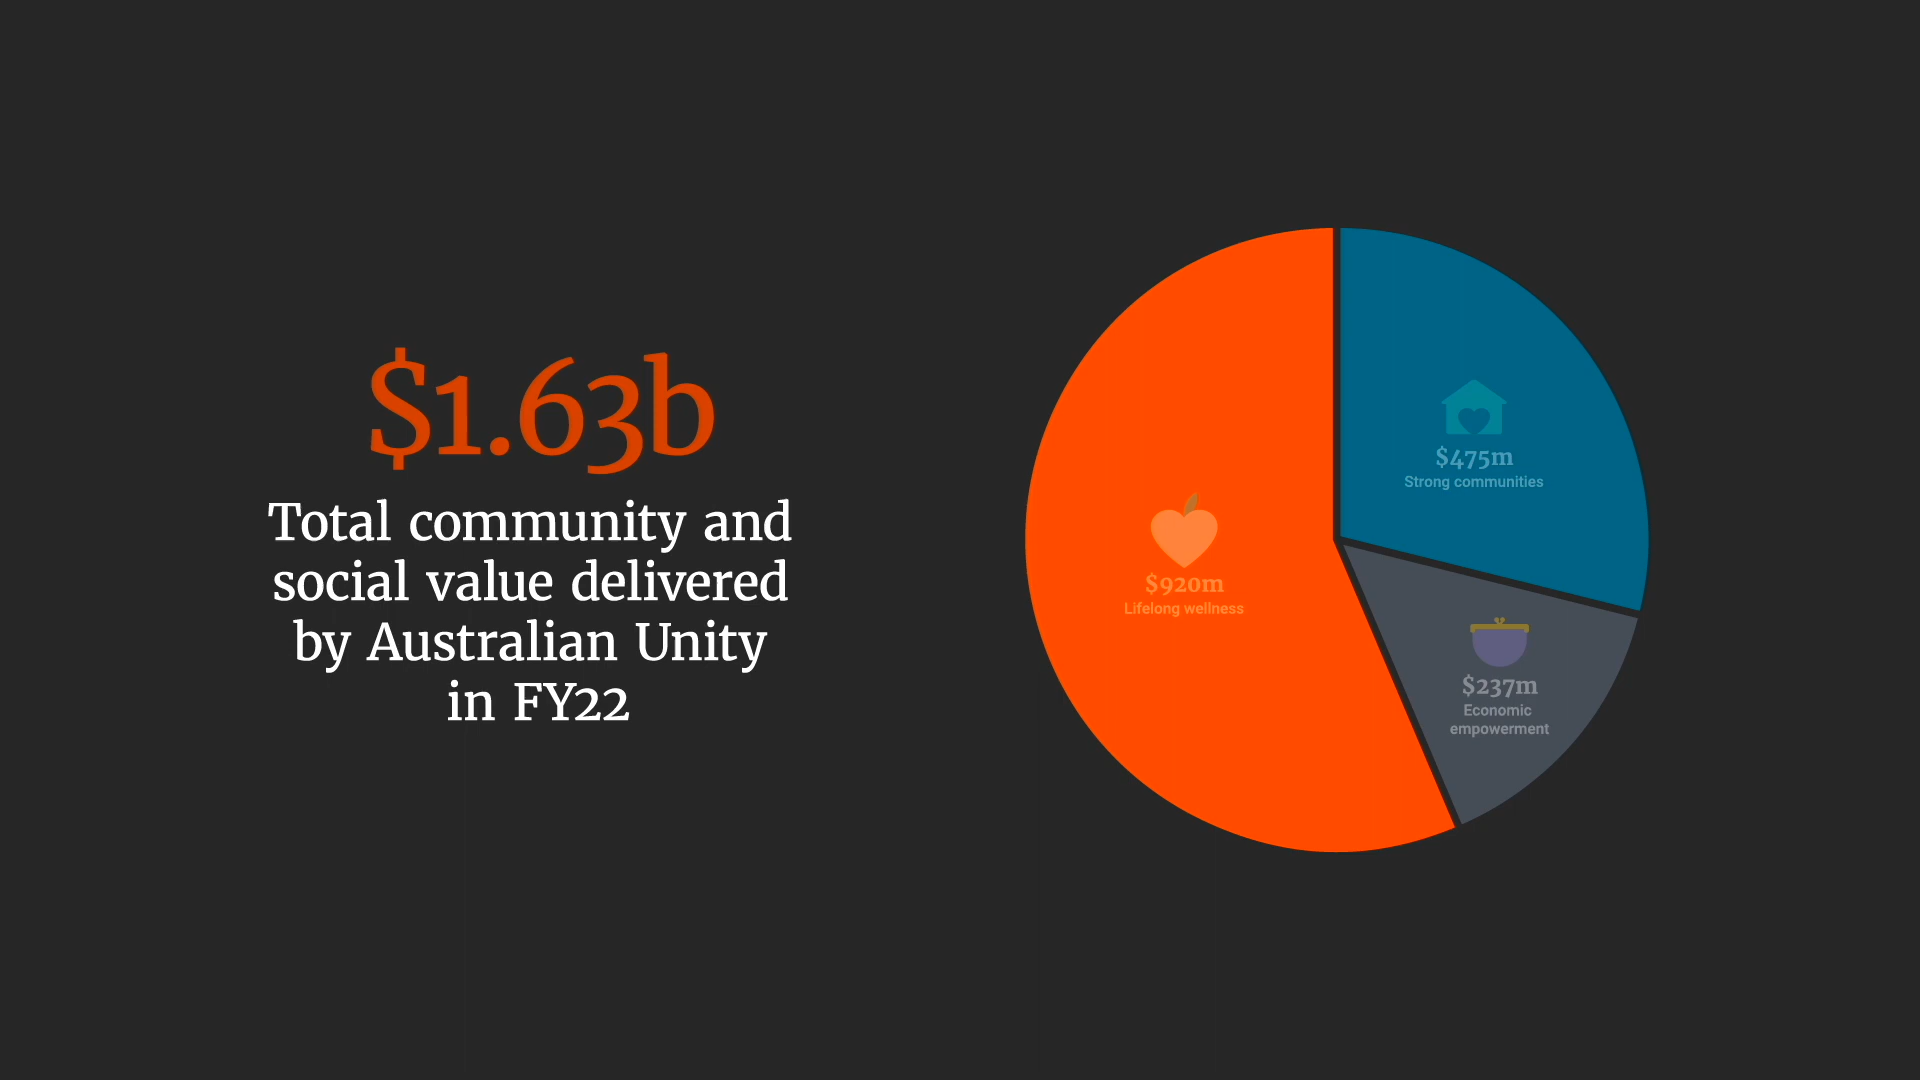 $1.63b
Total community and
social value delivered
by Australian Unity
in FY22
$475m
Strong communities
$920m
Lifelong wellness
$237m
Economic
empowerment